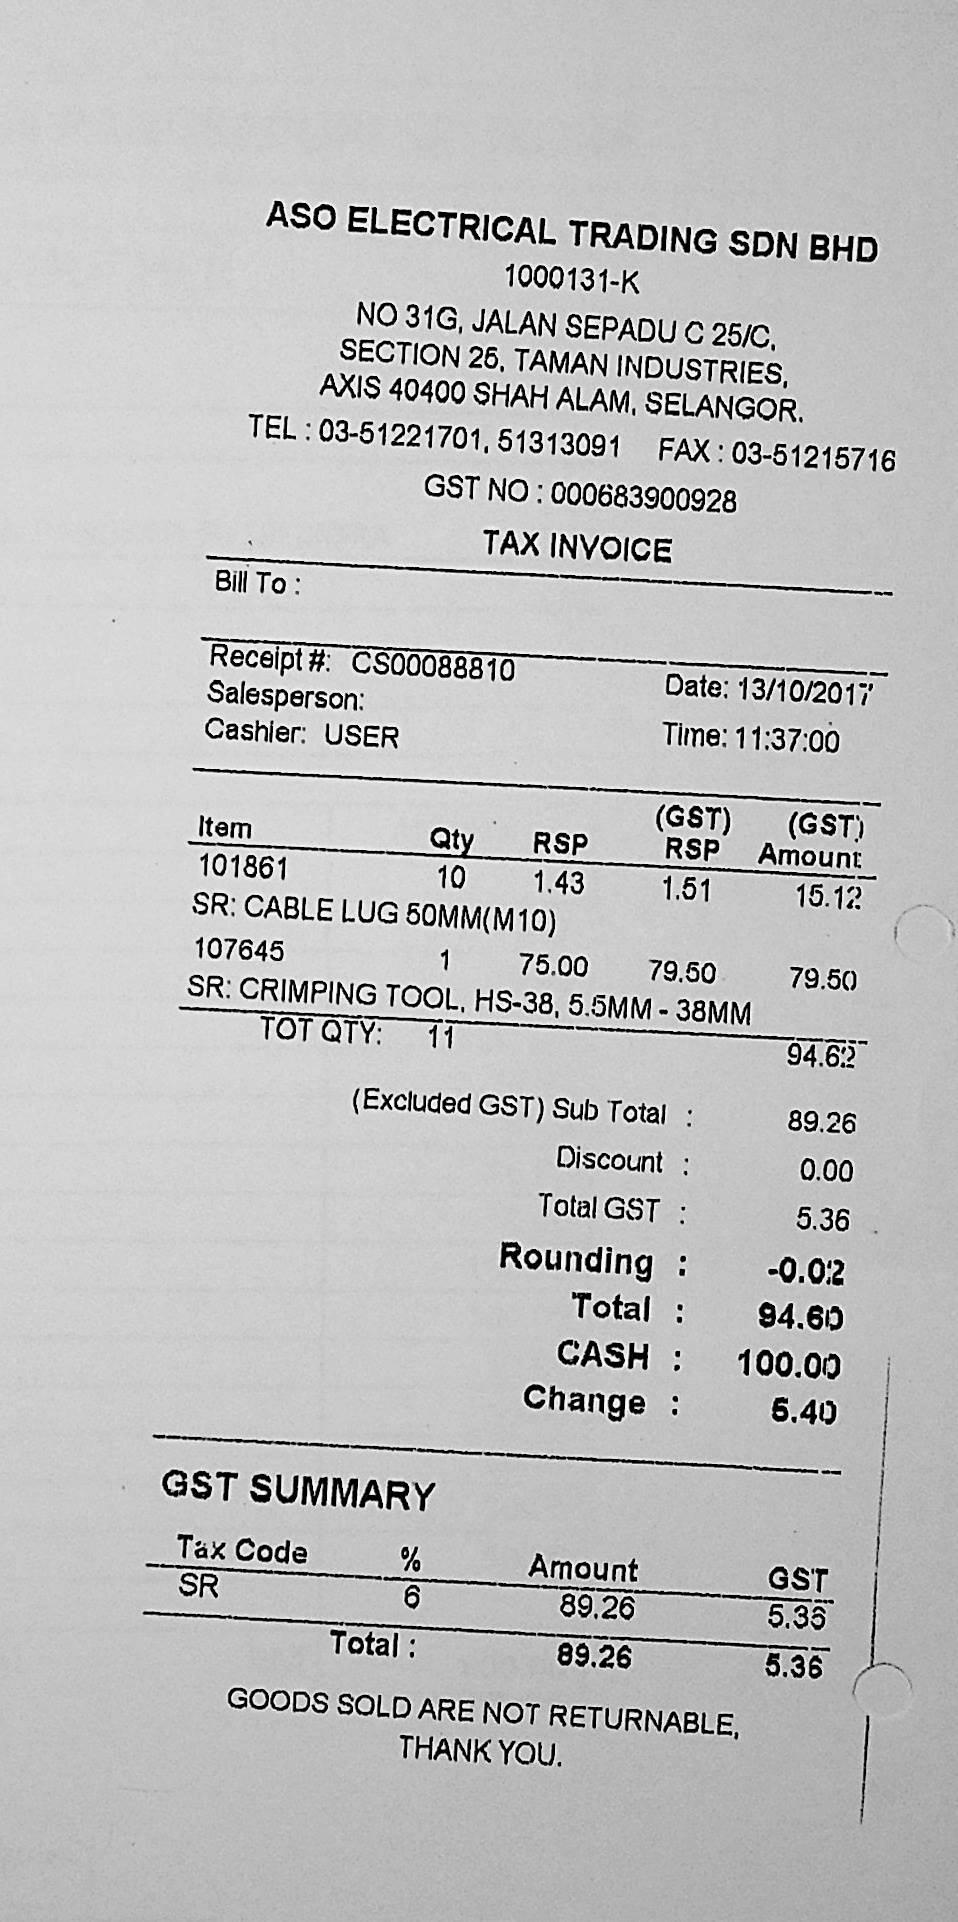 ASO ELECTRICAL TRADING SDN BHD
1000131-K
NO 31G, JALAN SEPADU C 25/C,
SECTION 25, TAMAN INDUSTRIES,
AXIS 40400 SHAH ALAM, SELANGOR.
TEL : 03-51221701, 51313091 FAX : 03-51215716
GST NO : 000683900928
TAX INVOICE
Bill To :
Receipt #: CS00088810 Date: 13/10/2017
Salesperson:
Cashier: USER Time: 11:37:00
(GST) (GST)
Item Qty RSP RSP Amount
101861 10 1.43 1.51 15.12
SR: CABLE LUG 50MM(M10)
107645 1 75.00 79.50 79.50
SR: CRIMPING TOOL, HS-38, 5.5MM - 38MM
TOT QTY: 11 94.62
(Excluded GST) Sub Total : 89.26
Discount : 0.00
Total GST : 5.36
Rounding : -0.02
Total : 94.60
CASH : 100.00
Change : 5.40
GST SUMMARY
Tax Code % Amount GST
SR 6 89.26 5.36
Total : 89.26 5.36
GOODS SOLD ARE NOT RETURNABLE,
THANK YOU.